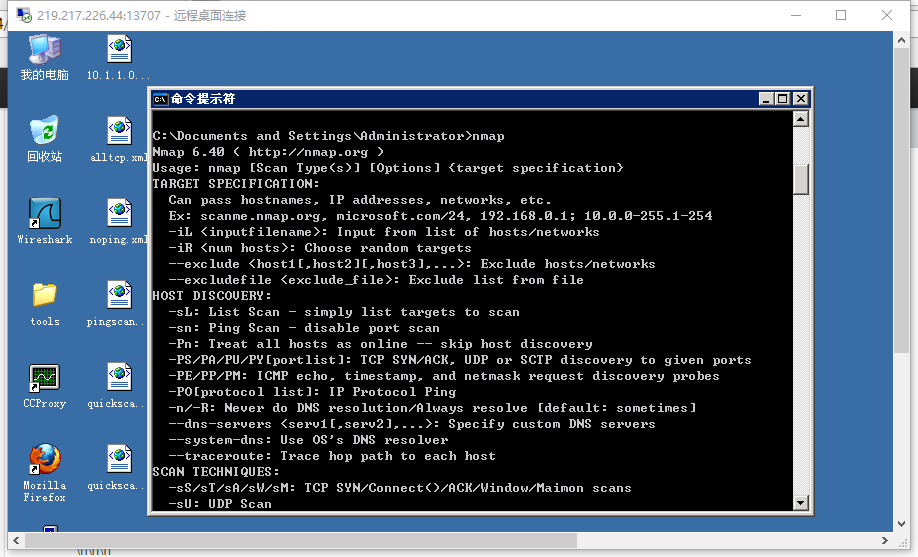 219.217.226.44:13707 - 远程桌面连接
我的电脑
10.1.1.0...
回收站
alltcp.xml
Wireshark
noping.xml
tools
pingscan..
CCProxy
quicksca..
Mozilla
Firefox
quicksca..
命令提示符
C:\Documents and Settings\Administrator>nmap
Nmap 6.40 ( http://nmap.org )
Usage: nmap [Scan Type(s)] [Options] {target specification}
TARGET SPECIFICATION:
Can pass hostnames, IP addresses, networks, etc.
Ex: scanme.nmap.org, microsoft.com/24, 192.168.0.1; 10.0.0-255.1-254
-iL <inputfilename>: Input from list of hosts/networks
-iR <num hosts>: Choose random targets
--exclude <host1[,host2][,host3],...>: Exclude hosts/networks
--excludefile <exclude_file>: Exclude list from file
HOST DISCOVERY:
-sL: List Scan - simply list targets to scan
-sn: Ping Scan - disable port scan
-Pn: Treat all hosts as online -- skip host discovery
-PS/PA/PU/PY[portlist]: TCP SYN/ACK, UDP or SCTP discovery to given ports
-PE/PP/PM: ICMP echo, timestamp, and netmask request discovery probes
-PO[protocol list]: IP Protocol Ping
-n/-R: Never do DNS resolution/Always resolve [default: sometimes]
--dns-servers <serv1[,serv2],...>: Specify custom DNS servers
--system-dns: Use OS's DNS resolver
--traceroute: Trace hop path to each host
SCAN TECHNIQUES:
-sS/sT/sA/sW/sM: TCP SYN/Connect()/ACK/Window/Maimon scans
-sU: UDP Scan